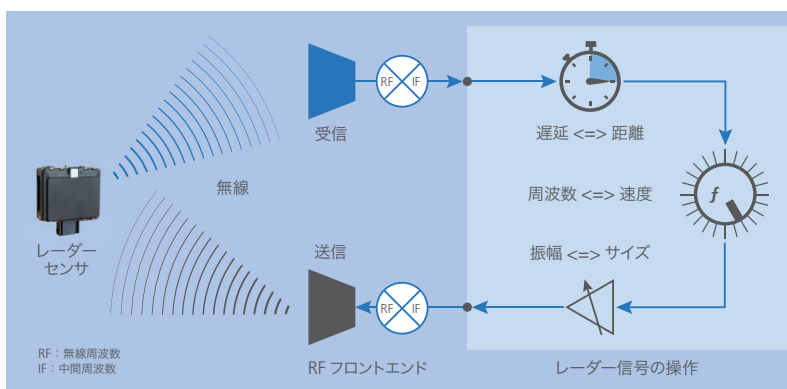 受信
RF
IF
遅延 <=> 距離
無線
周波数 <=> 速度
f
レーダー
センサ
送信
振幅 <=> サイズ
RF
IF
RF：無線周波数
IF：中間周波数
RF フロントエンド
レーダー信号の操作